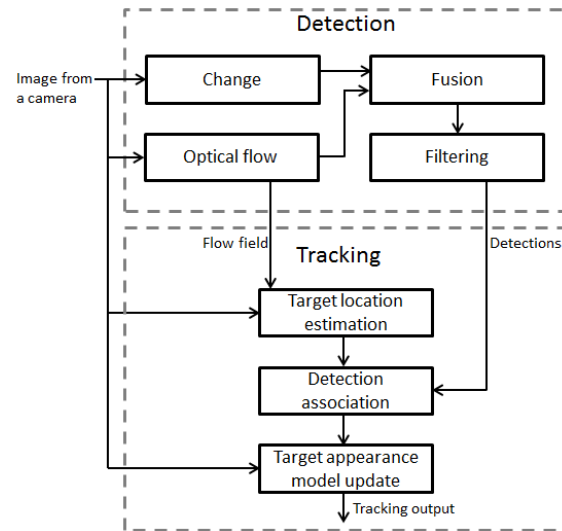 Detection
Image from
a camera
Change
Fusion
Optical flow
Filtering
Flow field
Detections
Tracking
Target location
estimation
Detection
association
Target appearance
model update
Tracking output